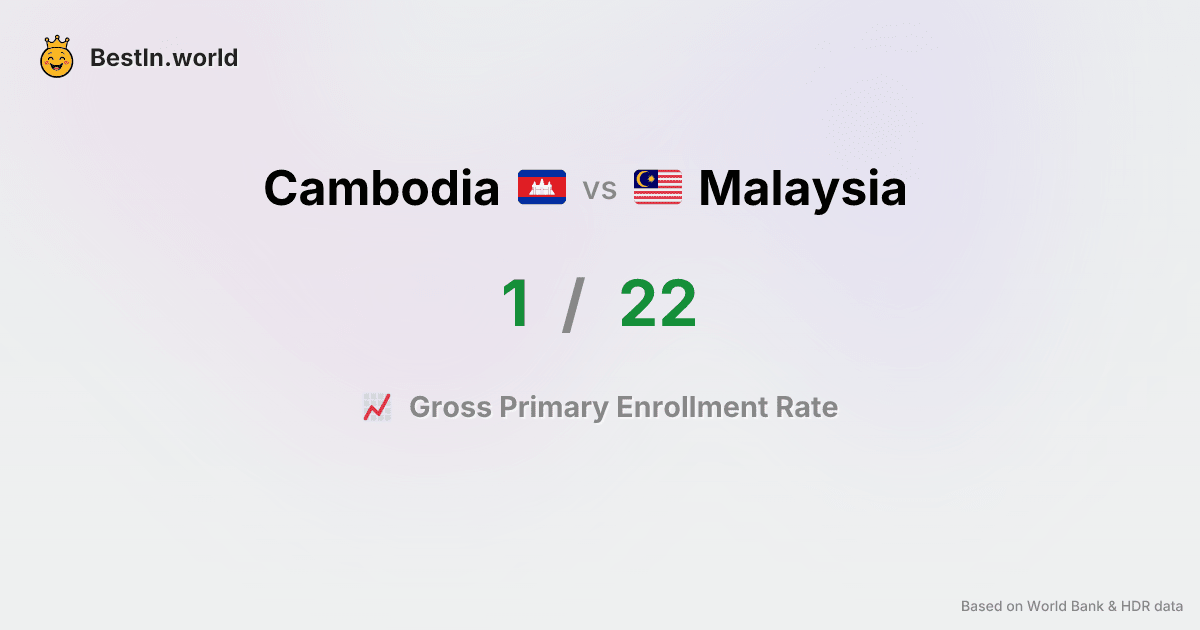 BestIn.world
Cambodia vs Malaysia
1 / 22
Gross Primary Enrollment Rate
Based on World Bank & HDR data